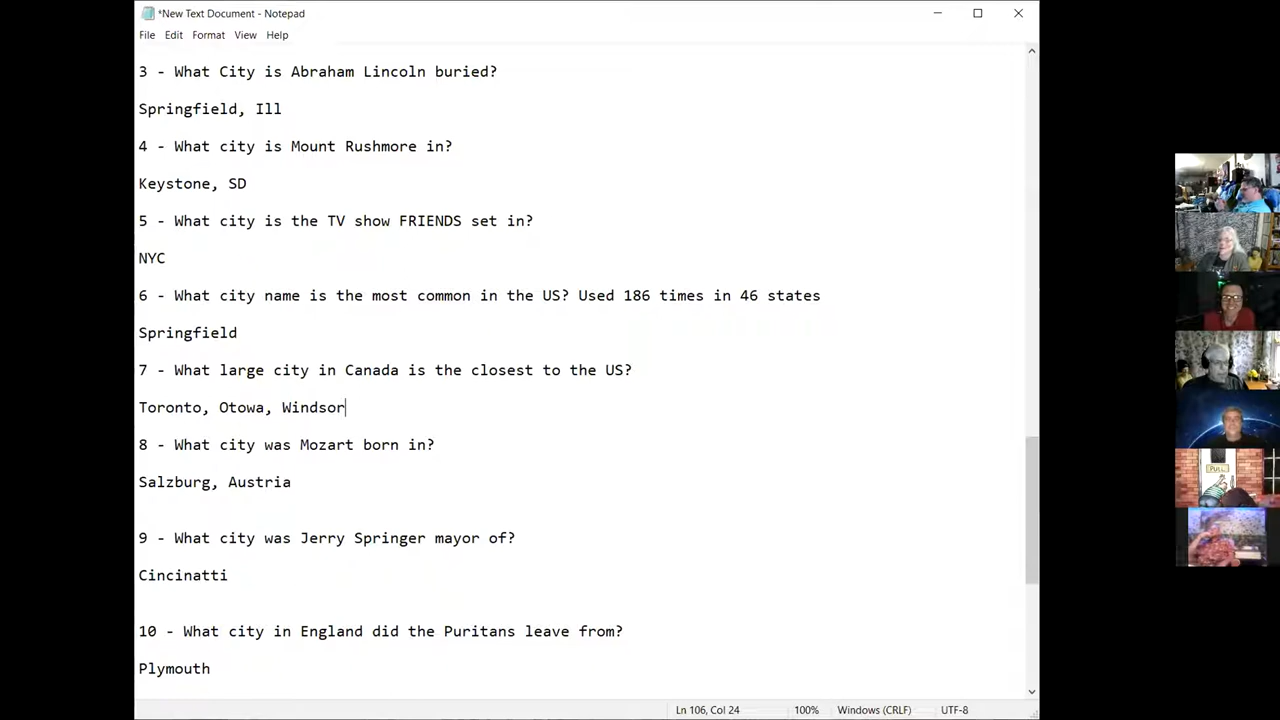 *New Text Document - Notepad
File Edit Format View Help
3 - What City is Abraham Lincoln buried?
Springfield, Ill
4 - What city is Mount Rushmore in?
Keystone, SD
5 - What city is the TV show FRIENDS set in?
NYC
6 - What city name is the most common in the US? Used 186 times in 46 states
Springfield
7 - What large city in Canada is the closest to the US?
Toronto, Otowa, Windsor
8 - What city was Mozart born in?
Salzburg, Austria
9 - What city was Jerry Springer mayor of?
Cincinatti
10 - What city in England did the Puritans leave from?
Plymouth
Ln 106, Col 24 100% Windows (CRLF) UTF-8
PULL